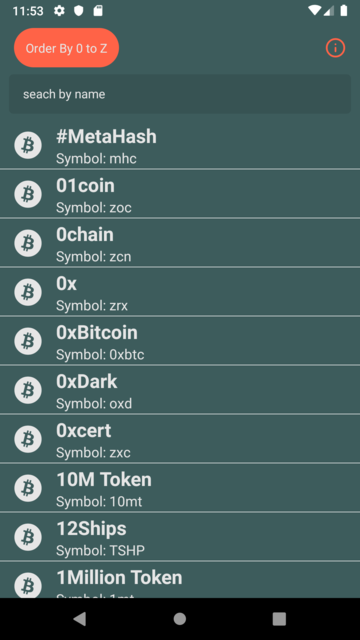 11:53
Order By 0 to Z
seach by name
#MetaHash
Symbol: mhc
01coin
Symbol: zoc
0chain
Symbol: zcn
0x
Symbol: zrx
0xBitcoin
Symbol: 0xbtc
0xDark
Symbol: oxd
0xcert
Symbol: zxc
10M Token
Symbol: 10mt
12Ships
Symbol: TSHP
1Million Token
Symbol: 1mt